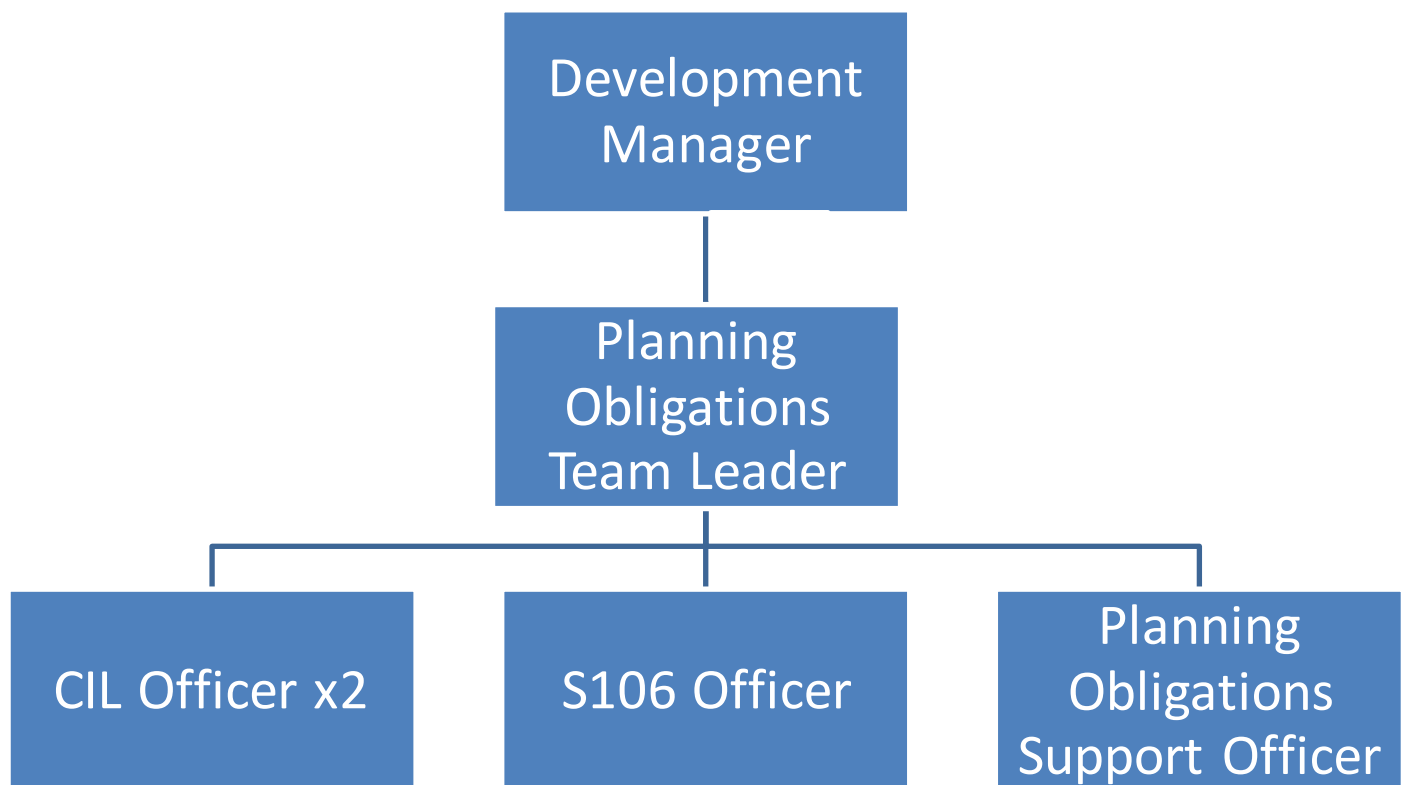 Development
Manager
Planning
Obligations
Team Leader
CIL Officer x2
S106 Officer
Planning
Obligations
Support Officer